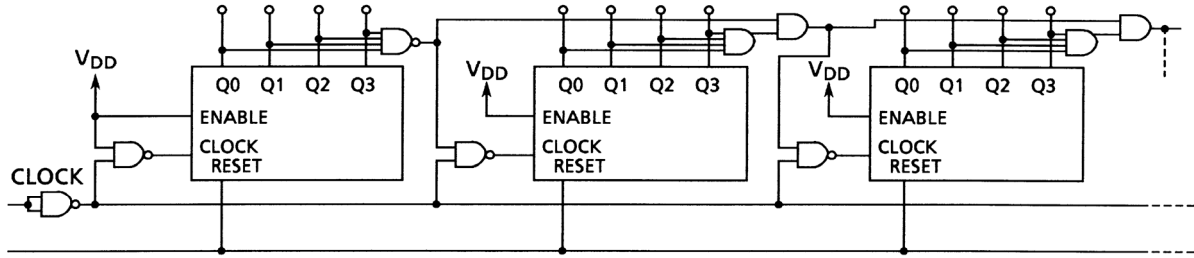 VDD
Q0 Q1 Q2 Q3
ENABLE
CLOCK
RESET
VDD
Q0 Q1 Q2 Q3
ENABLE
CLOCK
RESET
VDD
Q0 Q1 Q2 Q3
ENABLE
CLOCK
RESET
CLOCK